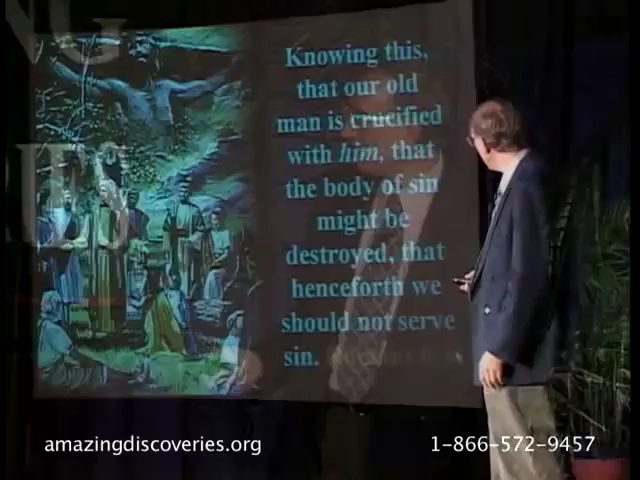 Knowing this,
that our old
man is crucified
with him, that
the body of sin
might be
destroyed, that
henceforth we
should not serve
sin.
amazingdiscoveries.org
1-866-572-9457